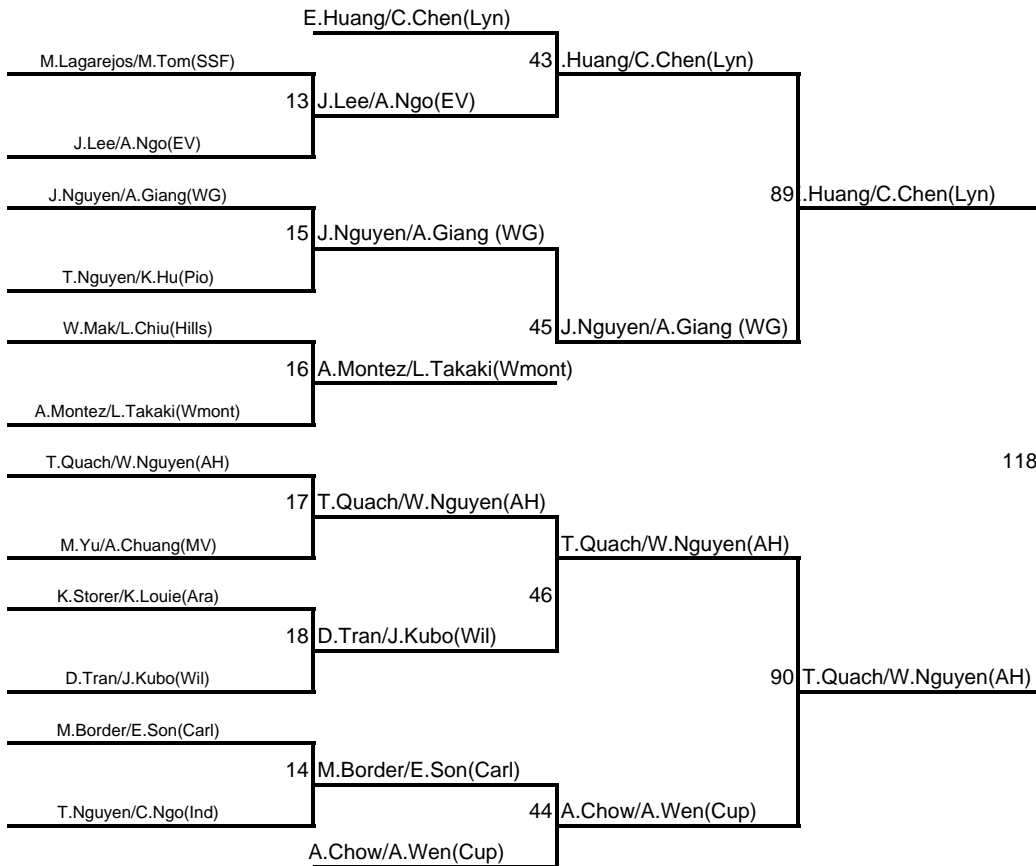 E.Huang/C.Chen(Lyn)
M.Lagarejos/M.Tom(SSF)
43 .Huang/C.Chen(Lyn)
13 J.Lee/A.Ngo(EV)
J.Lee/A.Ngo(EV)
J.Nguyen/A.Giang(WG)
89 .Huang/C.Chen(Lyn)
15 J.Nguyen/A.Giang (WG)
T.Nguyen/K.Hu(Pio)
W.Mak/L.Chiu(Hills)
45 J.Nguyen/A.Giang (WG)
16 A.Montez/L.Takaki(Wmont)
A.Montez/L.Takaki(Wmont)
T.Quach/W.Nguyen(AH)
118
17 T.Quach/W.Nguyen(AH)
M.Yu/A.Chuang(MV)
T.Quach/W.Nguyen(AH)
K.Storer/K.Louie(Ara)
46
18 D.Tran/J.Kubo(Wil)
D.Tran/J.Kubo(Wil)
90 T.Quach/W.Nguyen(AH)
M.Border/E.Son(Carl)
14 M.Border/E.Son(Carl)
T.Nguyen/C.Ngo(Ind)
44 A.Chow/A.Wen(Cup)
A.Chow/A.Wen(Cup)